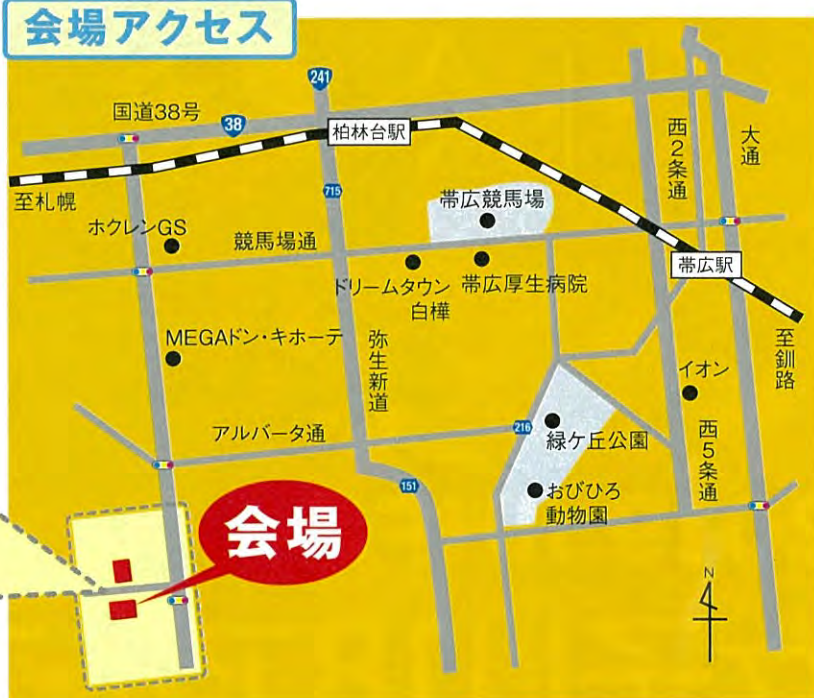 会場アクセス
241
国道38号
38
柏林台駅
西2条通
大通
至札幌
715
帯広競馬場
ホクレンGS
競馬場通
帯広駅
ドリームタウン
白樺
帯広厚生病院
MEGAドン・キホーテ
弥生新道
至釧路
イオン
アルバータ通
216
緑ケ丘公園
西5条通
151
おびひろ
動物園
会場
N